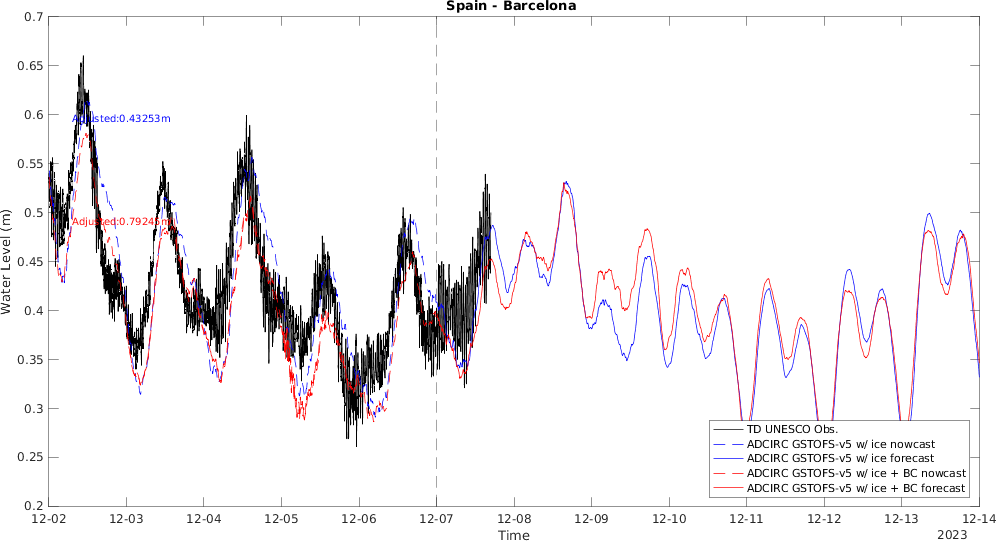 Spain - Barcelona
0.7
0.65
0.6
0.55
0.5
0.45
0.4
0.35
0.3
0.25
0.2
Water Level (m)
Adjusted:0.43253m
Adjusted:0.79245m
TD UNESCO Obs.
ADCIRC GSTOFS-v5 w/ ice nowcast
ADCIRC GSTOFS-v5 w/ ice forecast
ADCIRC GSTOFS-v5 w/ ice + BC nowcast
ADCIRC GSTOFS-v5 w/ ice + BC forecast
12-02 12-03 12-04 12-05 12-06 12-07 12-08 12-09 12-10 12-11 12-12 12-13 12-14
Time
2023